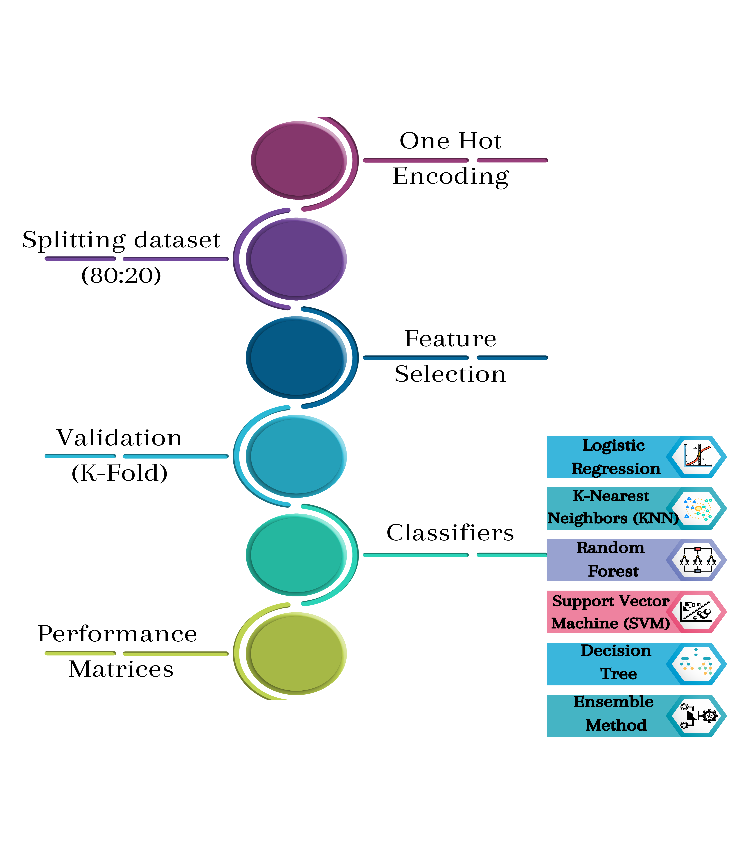 One Hot
Encoding
Splitting dataset
(80:20)
Feature
Selection
Validation
(K-Fold)
Classifiers
Logistic
Regression
K-Nearest
Neighbors (KNN)
Random
Forest
Support Vector
Machine (SVM)
Decision
Tree
Ensemble
Method
Performance
Matrices